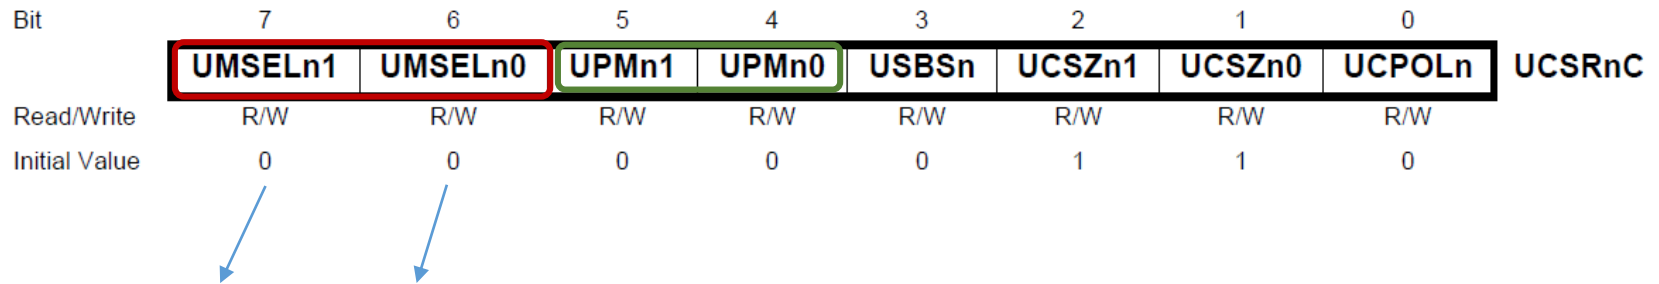 Bit 7 6 5 4 3 2 1 0
UMSELn1 UMSELn0 UPMn1 UPMn0 USBSn UCSZn1 UCSZn0 UCPOLn UCSRnC
Read/Write R/W R/W R/W R/W R/W R/W R/W R/W
Initial Value 0 0 0 0 0 1 1 0